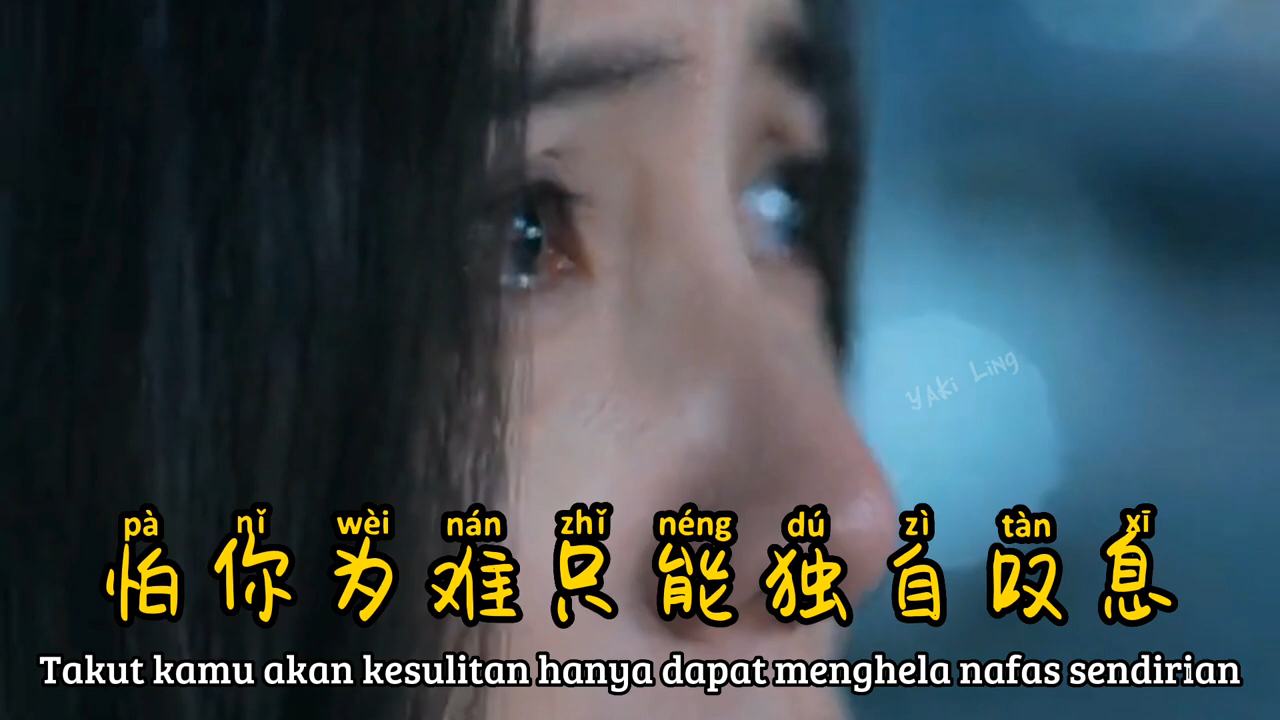 YAKi LiNg
pà nǐ wèi nán zhǐ néng dú zì tàn xī
怕你为难只能独自叹息
Takut kamu akan kesulitan hanya dapat menghela nafas sendirian